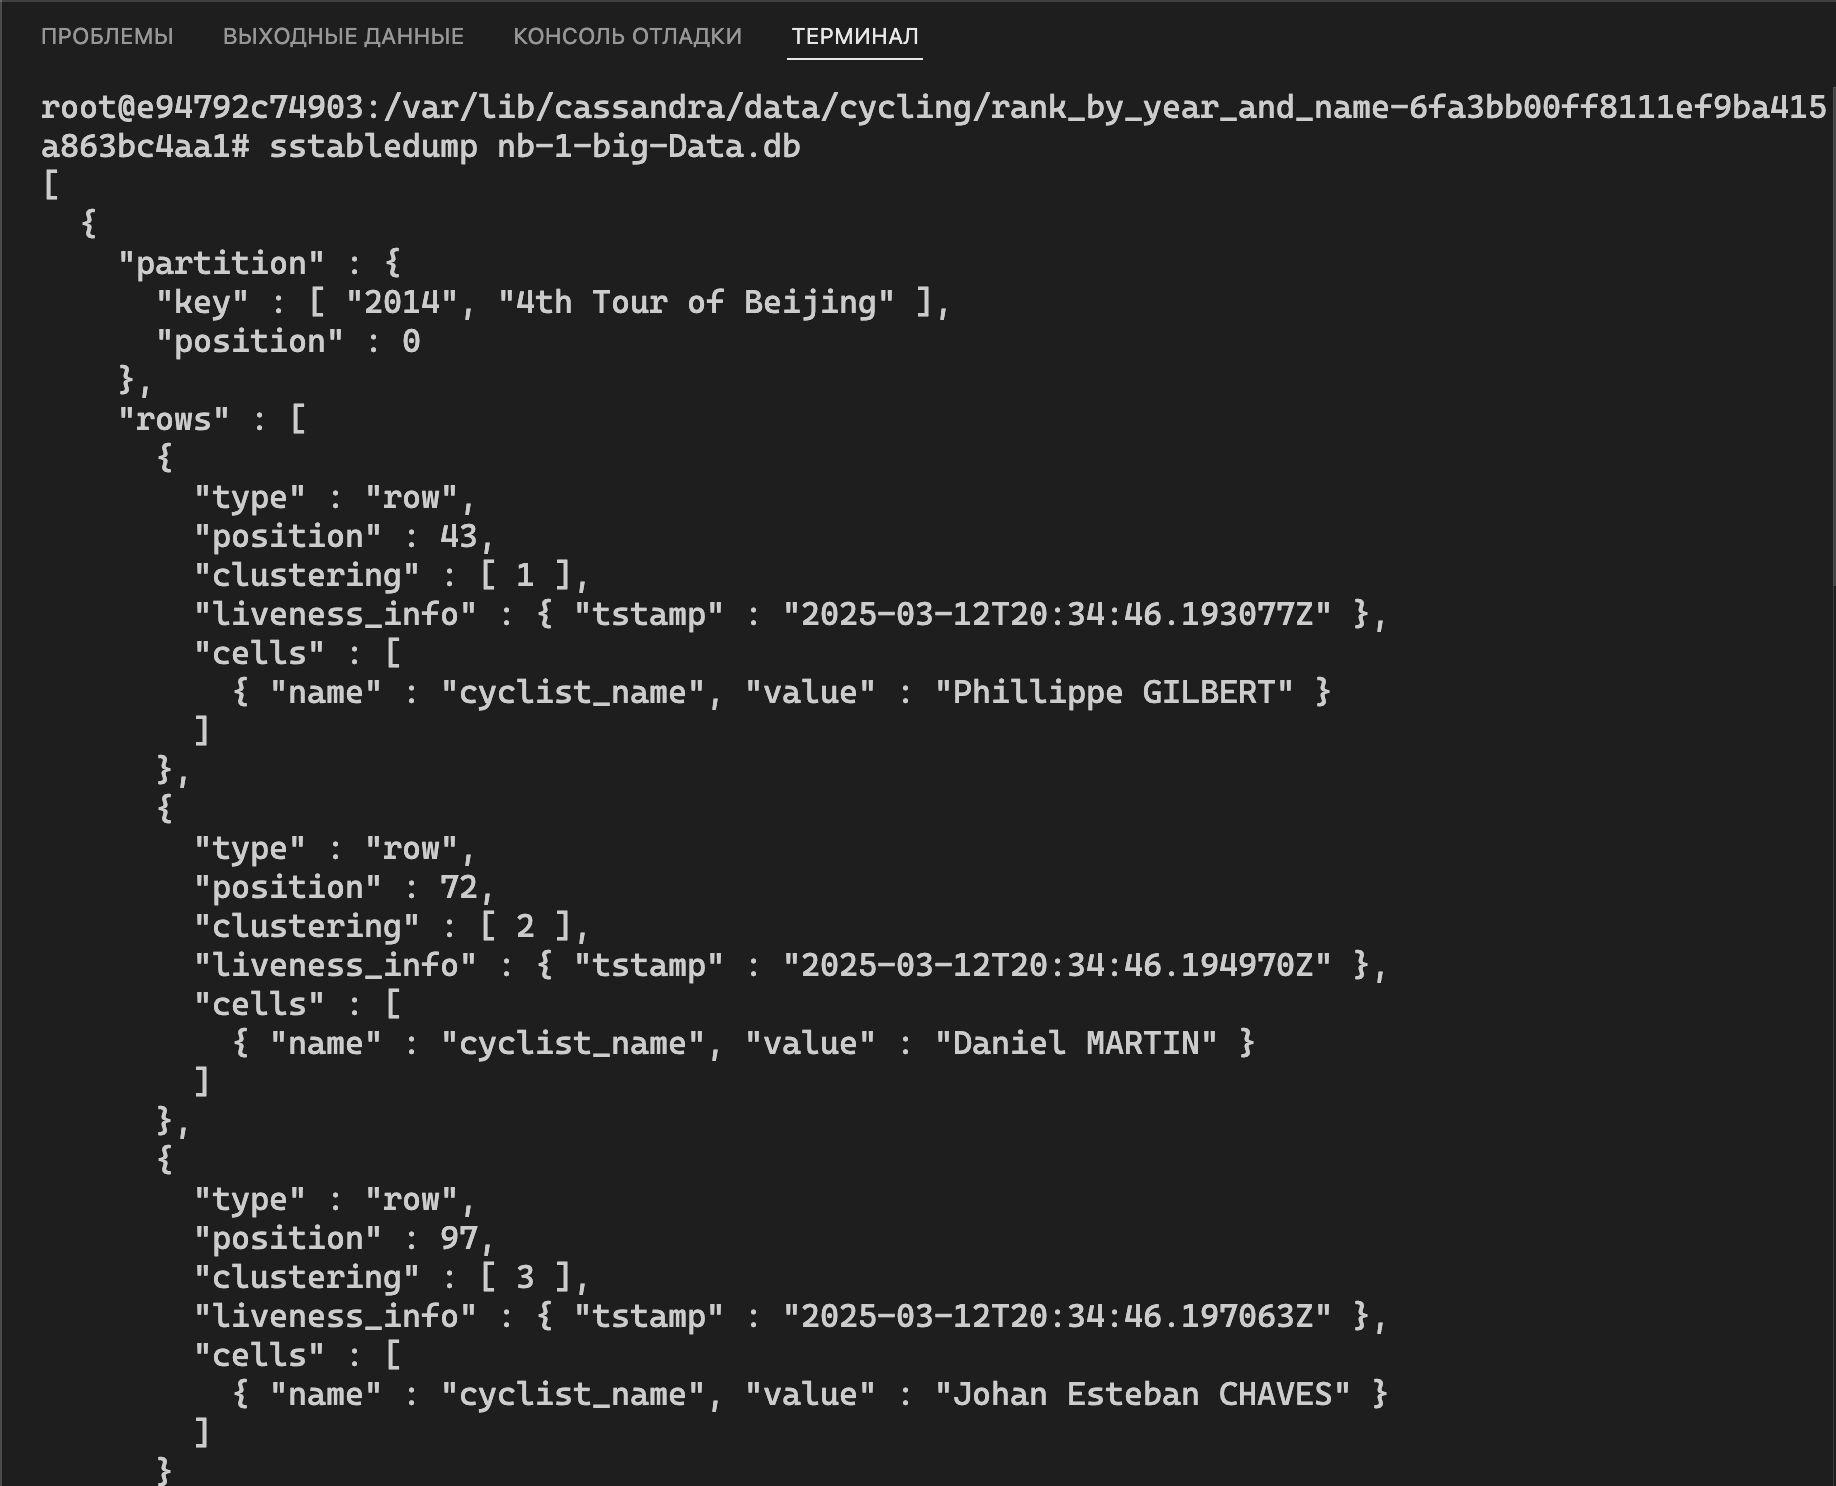 ПРОБЛЕМЫ ВЫХОДНЫЕ ДАННЫЕ КОНСОЛЬ ОТЛАДКИ ТЕРМИНАЛ
root@e94792c74903:/var/lib/cassandra/data/cycling/rank_by_year_and_name-6fa3bb00ff8111ef9ba415
a863bc4aa1# sstabledump nb-1-big-Data.db
[
  {
    "partition" : {
      "key" : [ "2014", "4th Tour of Beijing" ],
      "position" : 0
    },
    "rows" : [
      {
        "type" : "row",
        "position" : 43,
        "clustering" : [ 1 ],
        "liveness_info" : { "tstamp" : "2025-03-12T20:34:46.193077Z" },
        "cells" : [
          { "name" : "cyclist_name", "value" : "Phillippe GILBERT" }
        ]
      },
      {
        "type" : "row",
        "position" : 72,
        "clustering" : [ 2 ],
        "liveness_info" : { "tstamp" : "2025-03-12T20:34:46.194970Z" },
        "cells" : [
          { "name" : "cyclist_name", "value" : "Daniel MARTIN" }
        ]
      },
      {
        "type" : "row",
        "position" : 97,
        "clustering" : [ 3 ],
        "liveness_info" : { "tstamp" : "2025-03-12T20:34:46.197063Z" },
        "cells" : [
          { "name" : "cyclist_name", "value" : "Johan Esteban CHAVES" }
        ]
      }